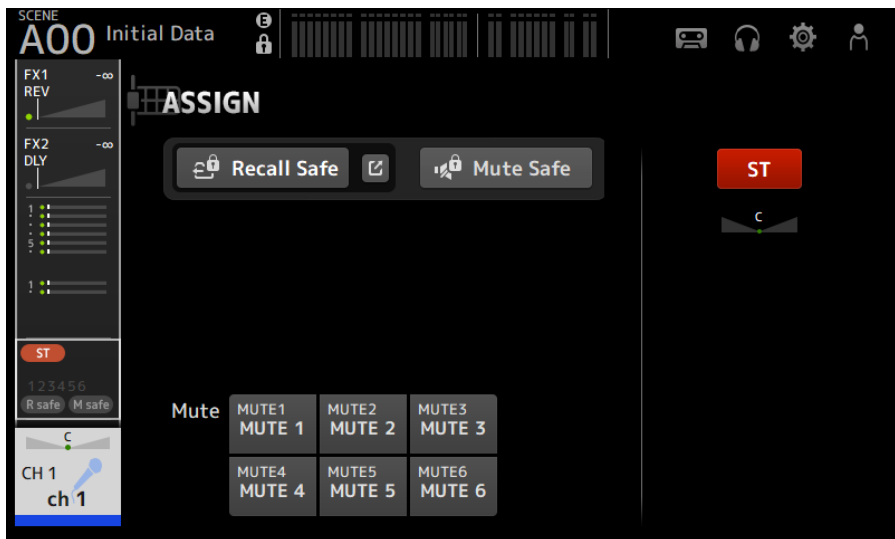 SCENE
A00 Initial Data
E
FX1 -∞
REV
FX2 -∞
DLY
1
5
1
ASSIGN
Recall Safe
Mute Safe
ST
C
ST
123456
R safe M safe
C
CH 1
ch 1
Mute
MUTE1 MUTE2 MUTE3
MUTE 1 MUTE 2 MUTE 3
MUTE4 MUTE5 MUTE6
MUTE 4 MUTE 5 MUTE 6